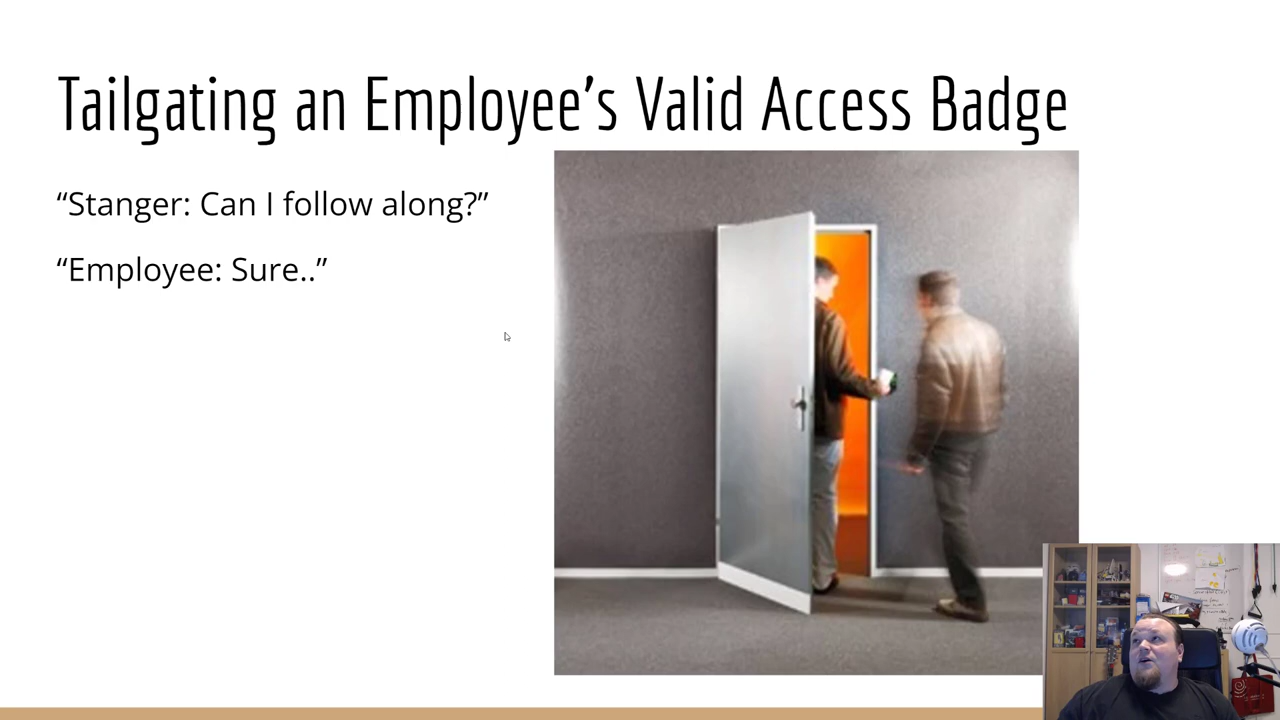 Tailgating an Employee’s Valid Access Badge
“Stanger: Can I follow along?”
“Employee: Sure..”